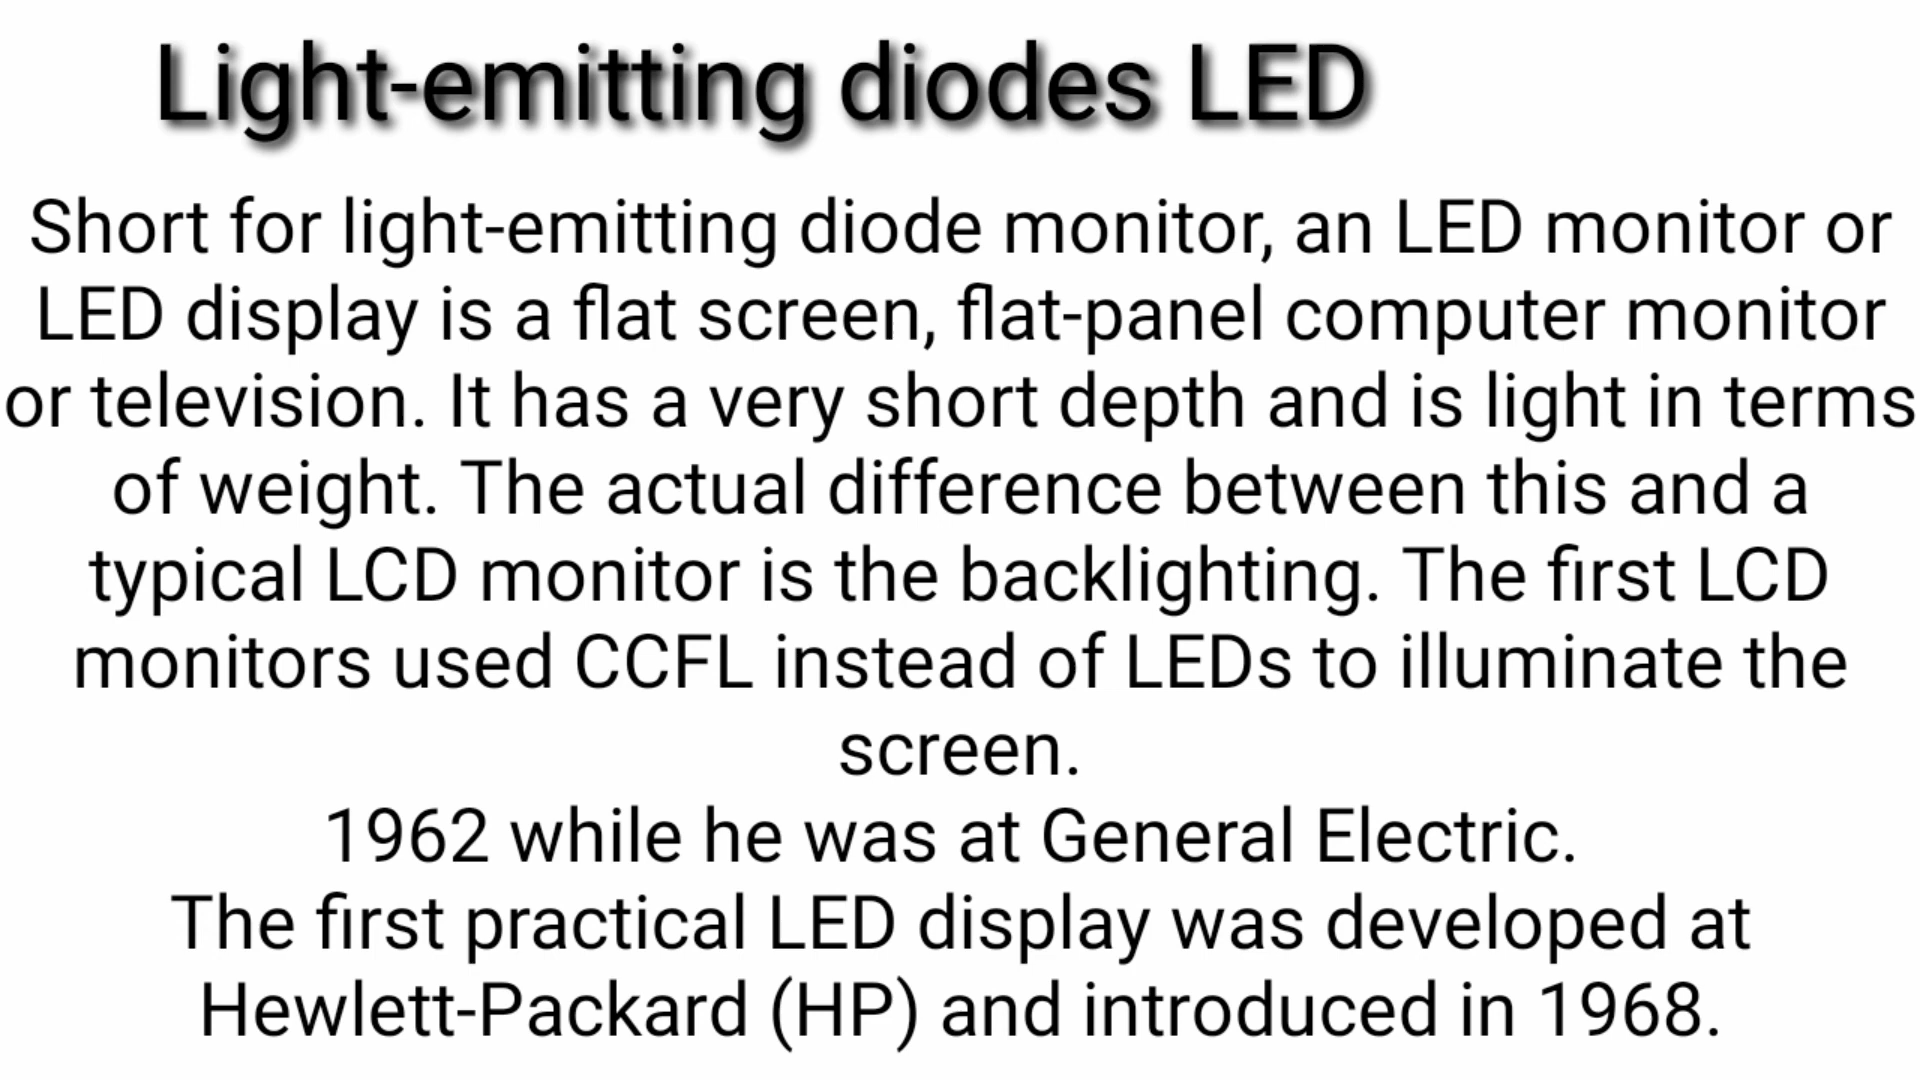 Light-emitting diodes LED
Short for light-emitting diode monitor, an LED monitor or
LED display is a flat screen, flat-panel computer monitor
or television. It has a very short depth and is light in terms
of weight. The actual difference between this and a
typical LCD monitor is the backlighting. The first LCD
monitors used CCFL instead of LEDs to illuminate the
screen.
1962 while he was at General Electric.
The first practical LED display was developed at
Hewlett-Packard (HP) and introduced in 1968.